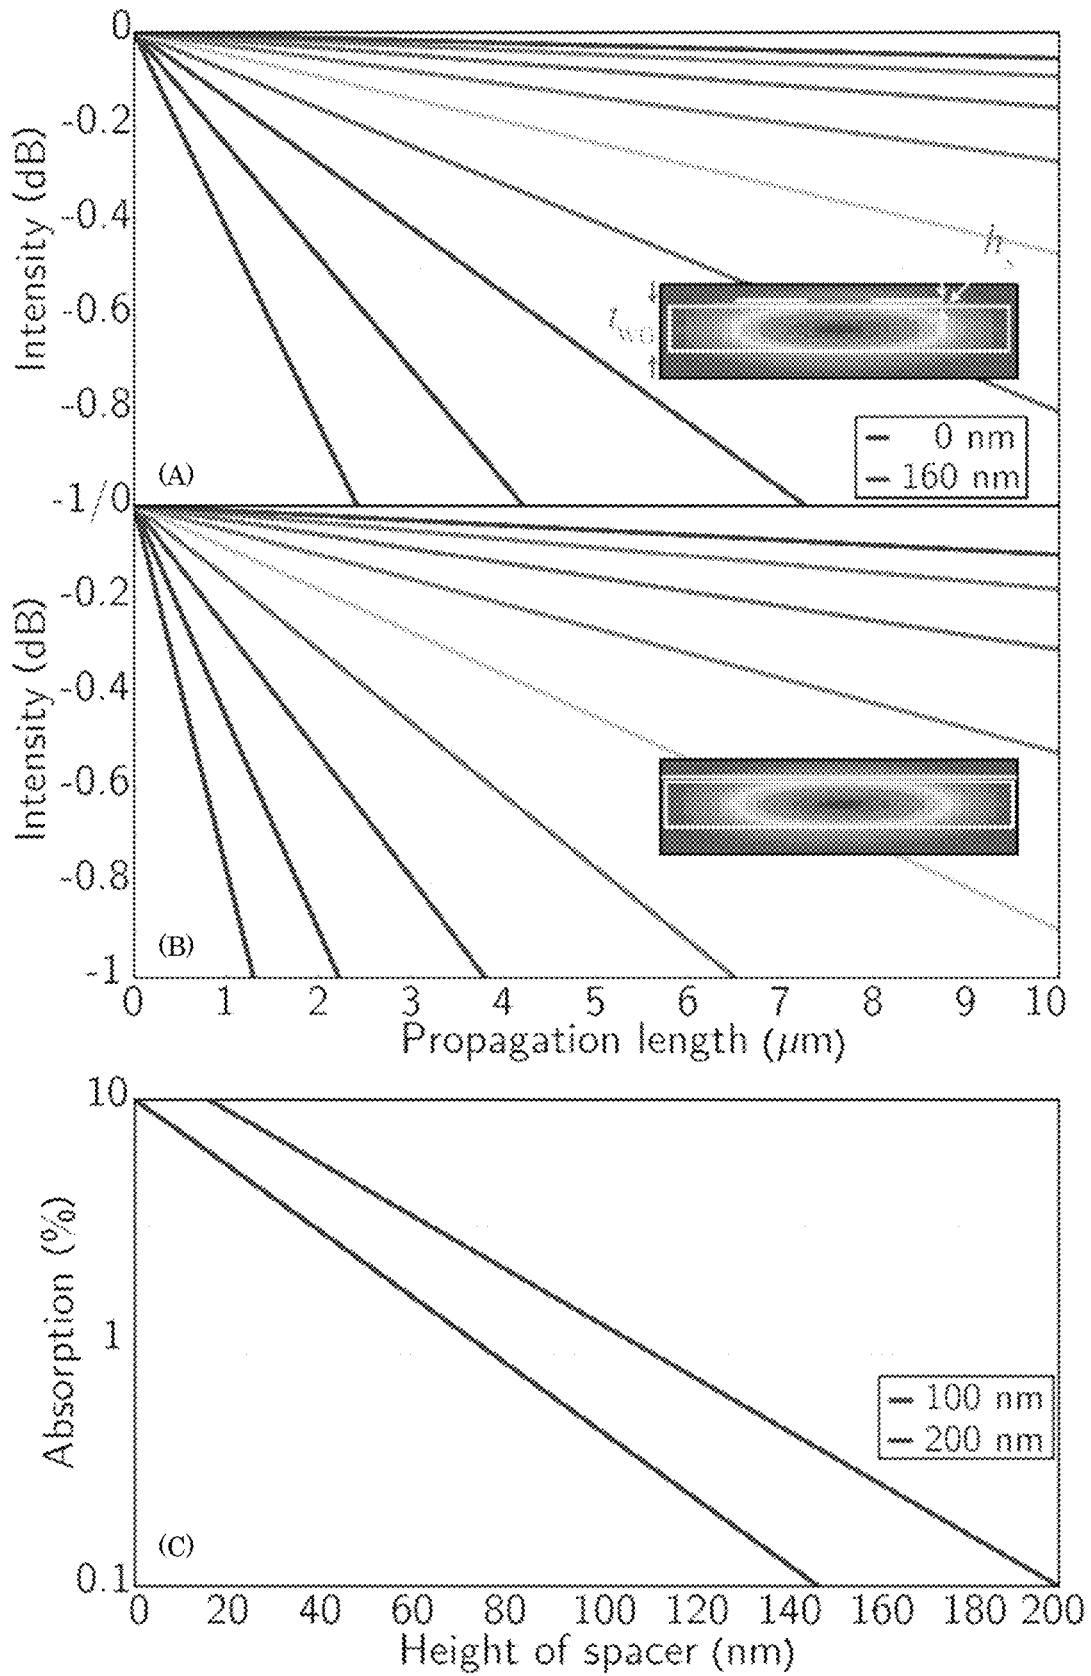 0
-0.2
-0.4
-0.6
-0.8
-1/0
Intensity (dB)
h
0 nm
160 nm
(A)
-0.2
-0.4
-0.6
-0.8
-1
Intensity (dB)
(B)
0 1 2 3 4 5 6 7 8 9 10
Propagation length (μm)
10
1
0.1
Absorption (%)
100 nm
200 nm
(C)
0 20 40 60 80 100 120 140 160 180 200
Height of spacer (nm)